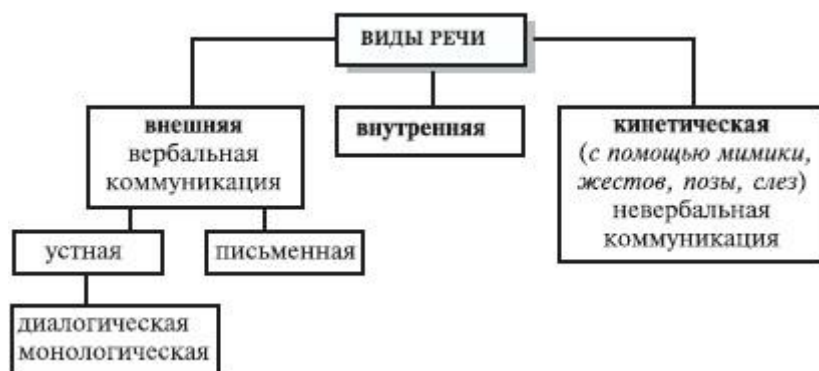 ВИДЫ РЕЧИ
внешняя
вербальная
коммуникация
внутренняя
кинетическая
(с помощью мимики,
жестов, позы, слез)
невербальная
коммуникация
устная
письменная
диалогическая
монологическая